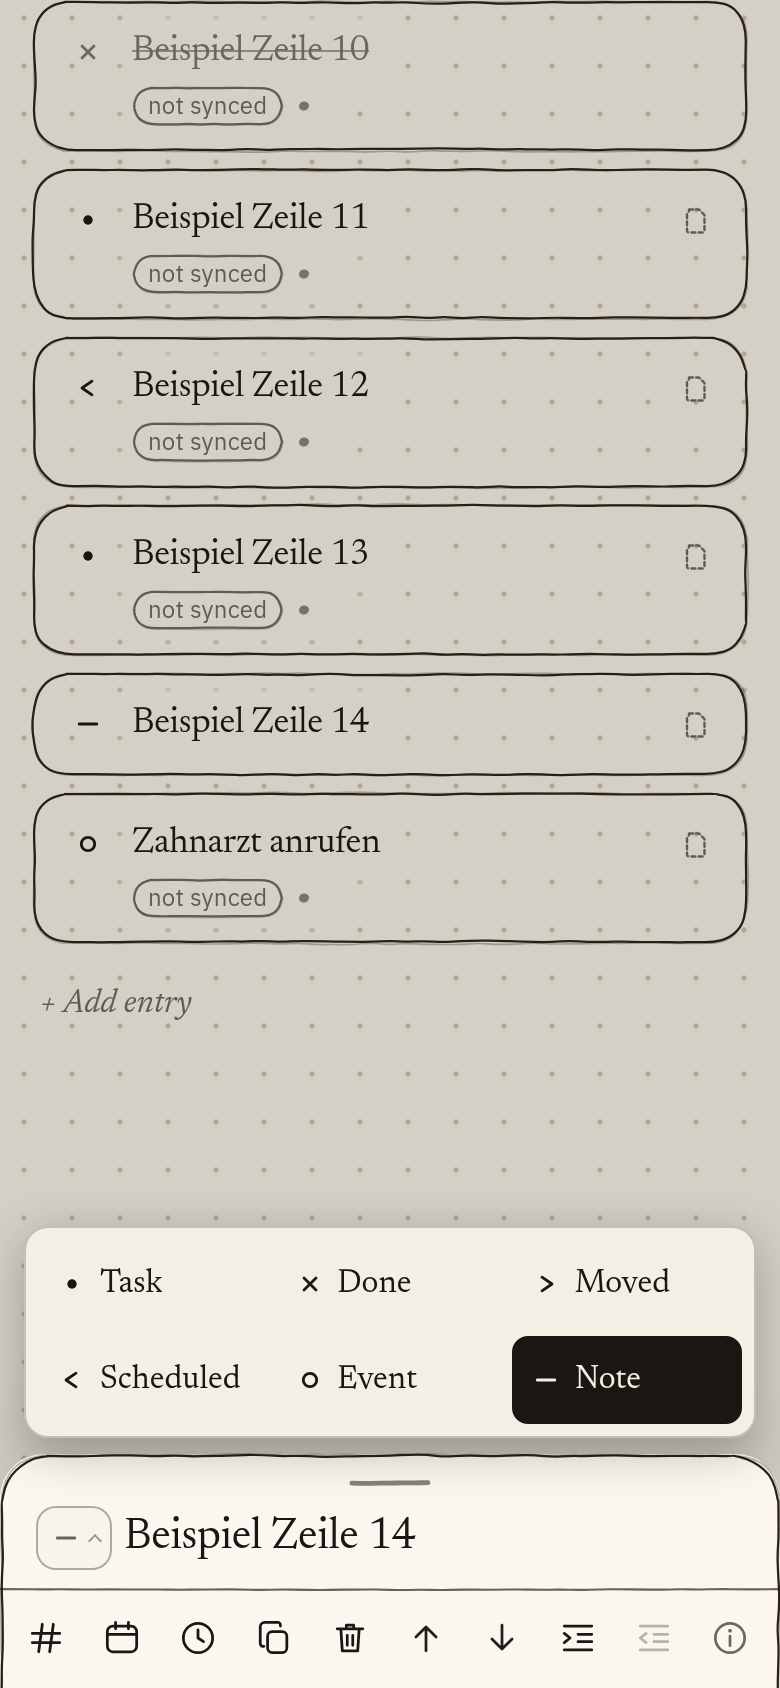 × Beispiel Zeile 10
not synced •
• Beispiel Zeile 11
not synced •
< Beispiel Zeile 12
not synced •
• Beispiel Zeile 13
not synced •
– Beispiel Zeile 14
○ Zahnarzt anrufen
not synced •
+ Add entry
• Task × Done > Moved
< Scheduled ○ Event – Note
– Beispiel Zeile 14